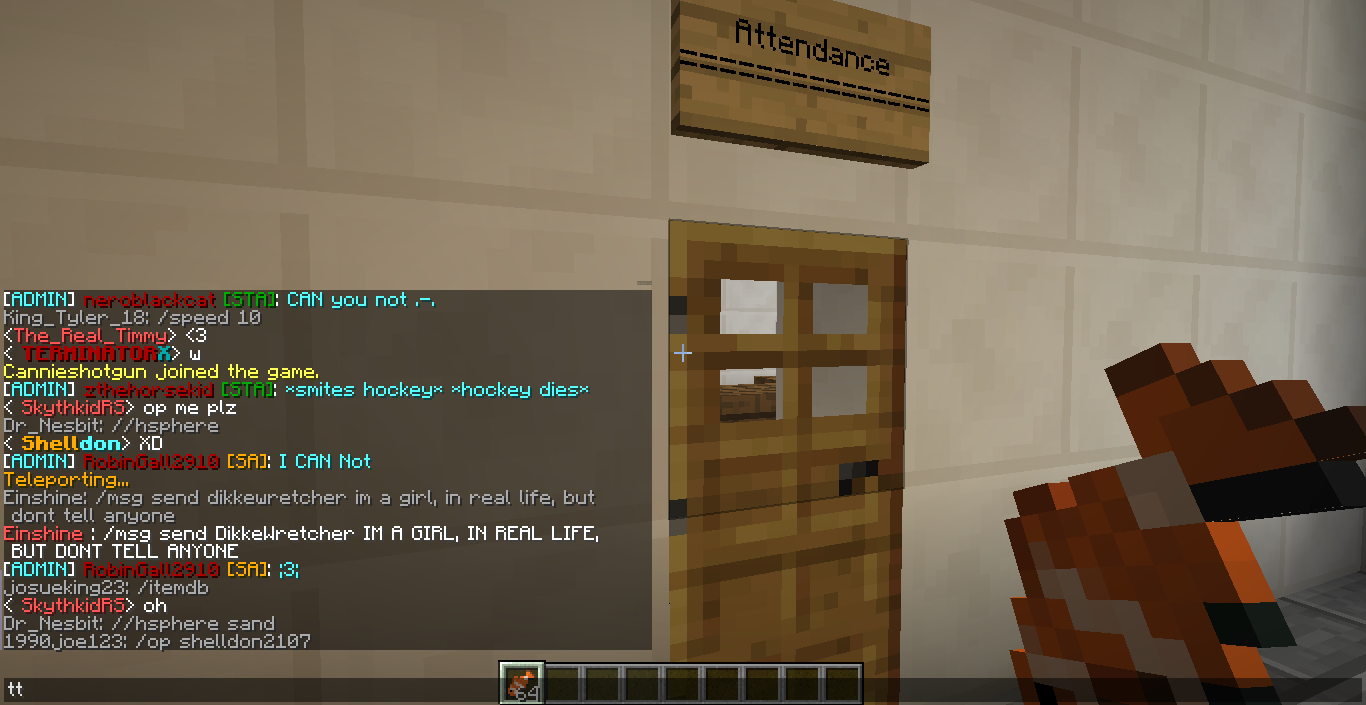 Attendance
==============
[ADMIN] neroblackcat [STA]: CAN you not .-.
King_Tyler_18: /speed 10
<The_Real_Timmy> <3
< TERMINATORX> w
Cannieshotgun joined the game.
[ADMIN] zthehorsekid [STA]: *smites hockey* *hockey dies*
< SkythkidRS> op me plz
Dr_Nesbit: //hsphere
< Shelldon> XD
[ADMIN] RobinGall2910 [SA]: I CAN Not
Teleporting...
Einshine: /msg send dikkewretcher im a girl, in real life, but
dont tell anyone
Einshine : /msg send DikkeWretcher IM A GIRL, IN REAL LIFE,
BUT DONT TELL ANYONE
[ADMIN] RobinGall2910 [SA]: ;3;
josueking23: /itemdb
< SkythkidRS> oh
Dr_Nesbit: //hsphere sand
1990joe123: /op shelldon2107
64
tt